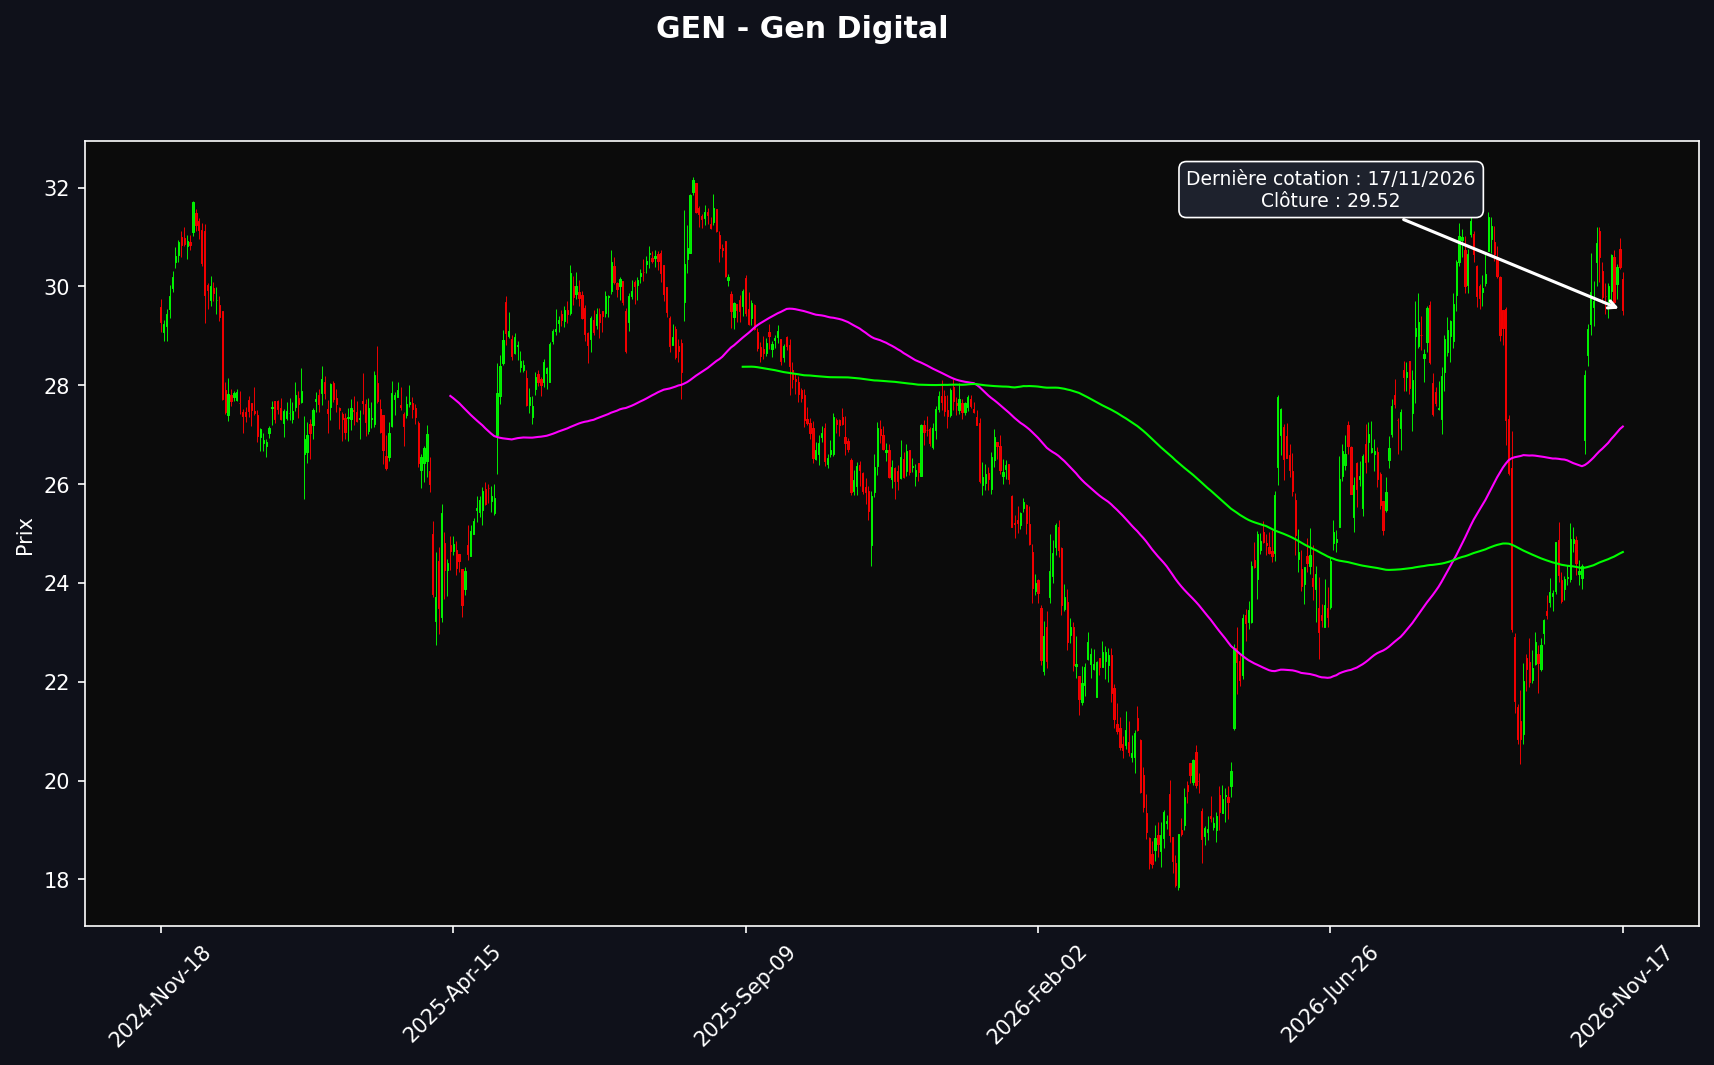 GEN - Gen Digital
Dernière cotation : 17/11/2026
Clôture : 29.52
Prix
32
30
28
26
24
22
20
18
2024-Nov-18
2025-Apr-15
2025-Sep-09
2026-Feb-02
2026-Jun-26
2026-Nov-17